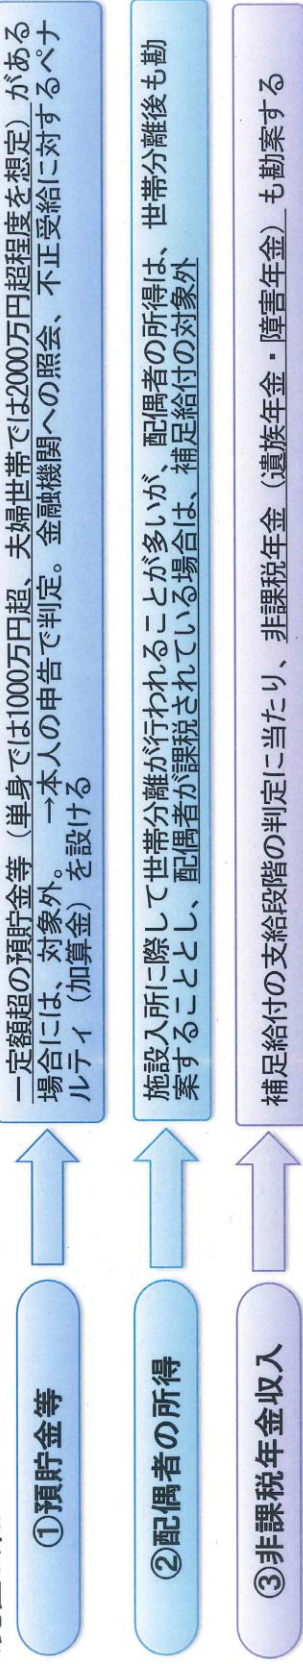 ①預貯金等
一定額超の預貯金等（単身では1000万円超、夫婦世帯では2000万円超程度を想定）がある
場合には、対象外。　→本人の申告で判定。金融機関への照会、不正受給に対するペナ
ルティ（加算金）を設ける
②配偶者の所得
施設入所に際して世帯分離が行われることが多いが、配偶者の所得は、世帯分離後も勘
案することとし、配偶者が課税されている場合は、補足給付の対象外
③非課税年金収入
補足給付の支給段階の判定に当たり、非課税年金（遺族年金・障害年金）も勘案する